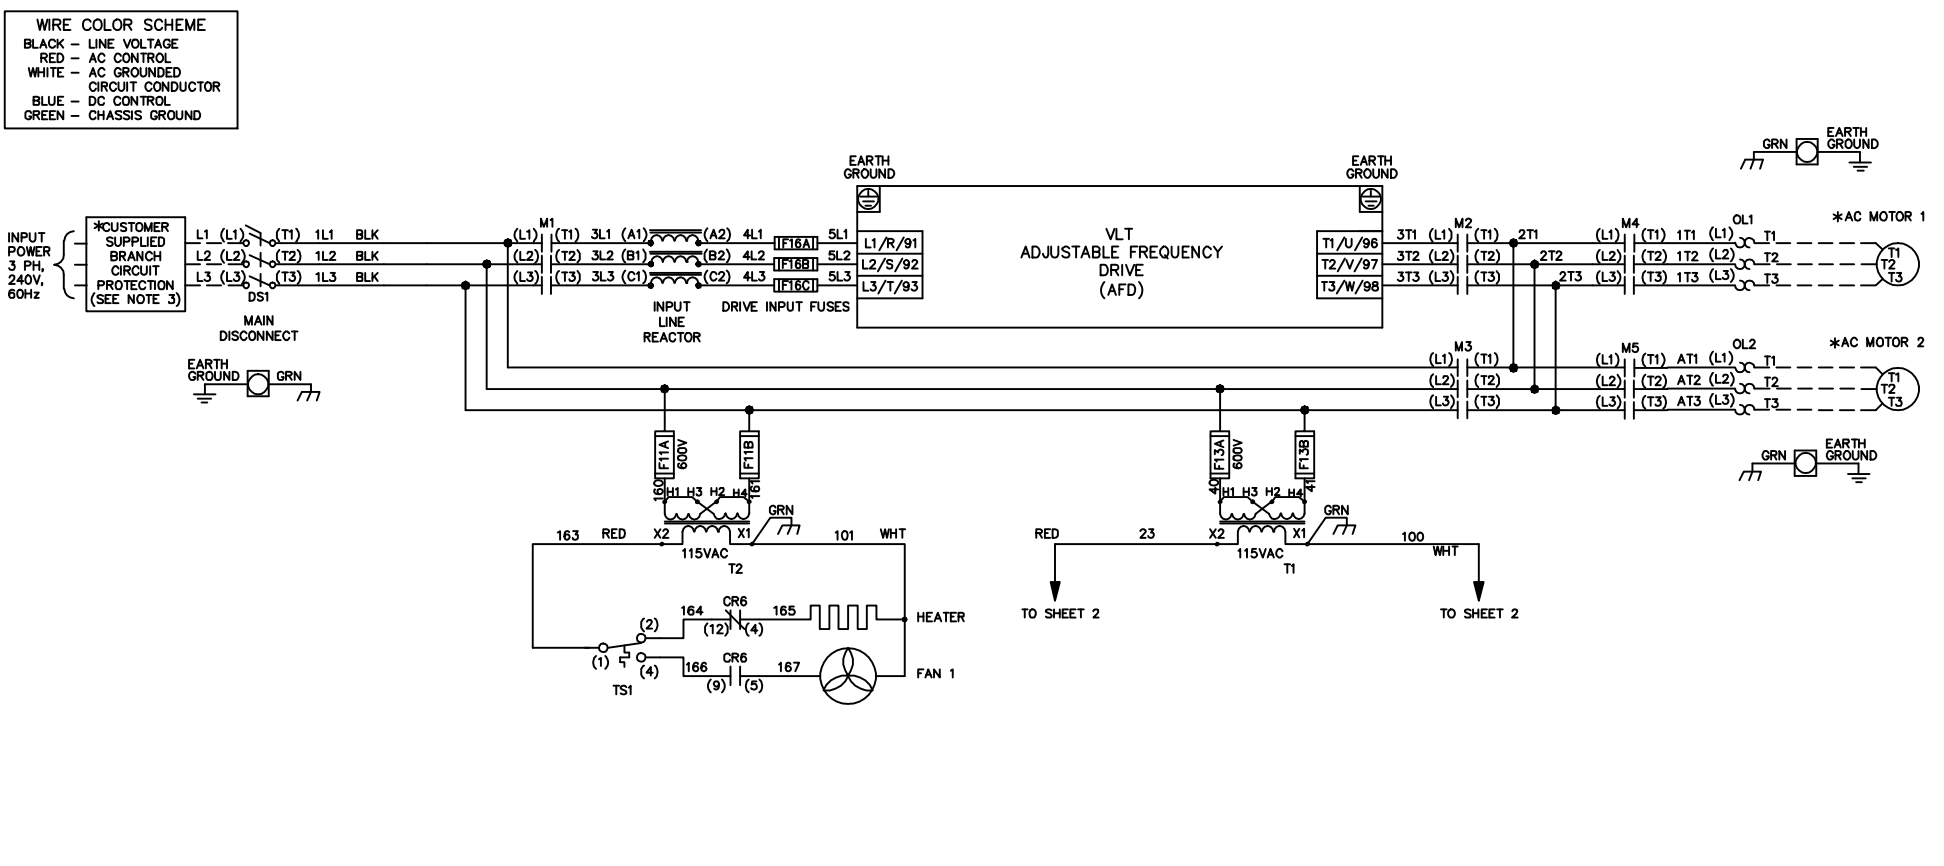 WIRE COLOR SCHEME
BLACK – LINE VOLTAGE
RED – AC CONTROL
WHITE – AC GROUNDED
CIRCUIT CONDUCTOR
BLUE – DC CONTROL
GREEN – CHASSIS GROUND
INPUT
POWER
3 PH,
240V,
60Hz
*CUSTOMER
SUPPLIED
BRANCH
CIRCUIT
PROTECTION
(SEE NOTE 3)
L1 (L1) (T1) 1L1 BLK
L2 (L2) (T2) 1L2 BLK
L3 (L3) (T3) 1L3 BLK
DS1
MAIN
DISCONNECT
EARTH
GROUND GRN
M1
(L1) (T1) 3L1 (A1) (A2) 4L1 F16A 5L1
(L2) (T2) 3L2 (B1) (B2) 4L2 F16B 5L2
(L3) (T3) 3L3 (C1) (C2) 4L3 F16C 5L3
INPUT
LINE
REACTOR
DRIVE INPUT FUSES
EARTH
GROUND
L1/R/91
L2/S/92
L3/T/93
VLT
ADJUSTABLE FREQUENCY
DRIVE
(AFD)
EARTH
GROUND
T1/U/96
T2/V/97
T3/W/98
M2
3T1 (L1) (T1) 2T1
3T2 (L2) (T2) 2T2
3T3 (L3) (T3) 2T3
M4
OL1
(L1) (T1) 1T1 (L1) T1
(L2) (T2) 1T2 (L2) T2
(L3) (T3) 1T3 (L3) T3
*AC MOTOR 1
T1
T2
T3
GRN
EARTH
GROUND
M3
(L1) (T1)
(L2) (T2)
(L3) (T3)
M5
OL2
(L1) (T1) AT1 (L1) T1
(L2) (T2) AT2 (L2) T2
(L3) (T3) AT3 (L3) T3
*AC MOTOR 2
T1
T2
T3
GRN
EARTH
GROUND
F11A
600V
F11B
160
161
H1 H3 H2 H4
GRN
163 RED X2 X1 101 WHT
115VAC
T2
F13A
600V
F13B
40
41
H1 H3 H2 H4
GRN
RED 23 X2 X1 100
WHT
115VAC
T1
TO SHEET 2
TO SHEET 2
CR6
164 165
(2) (12) (4)
HEATER
(1)
CR6
166 167
(4) (9) (5)
FAN 1
TS1